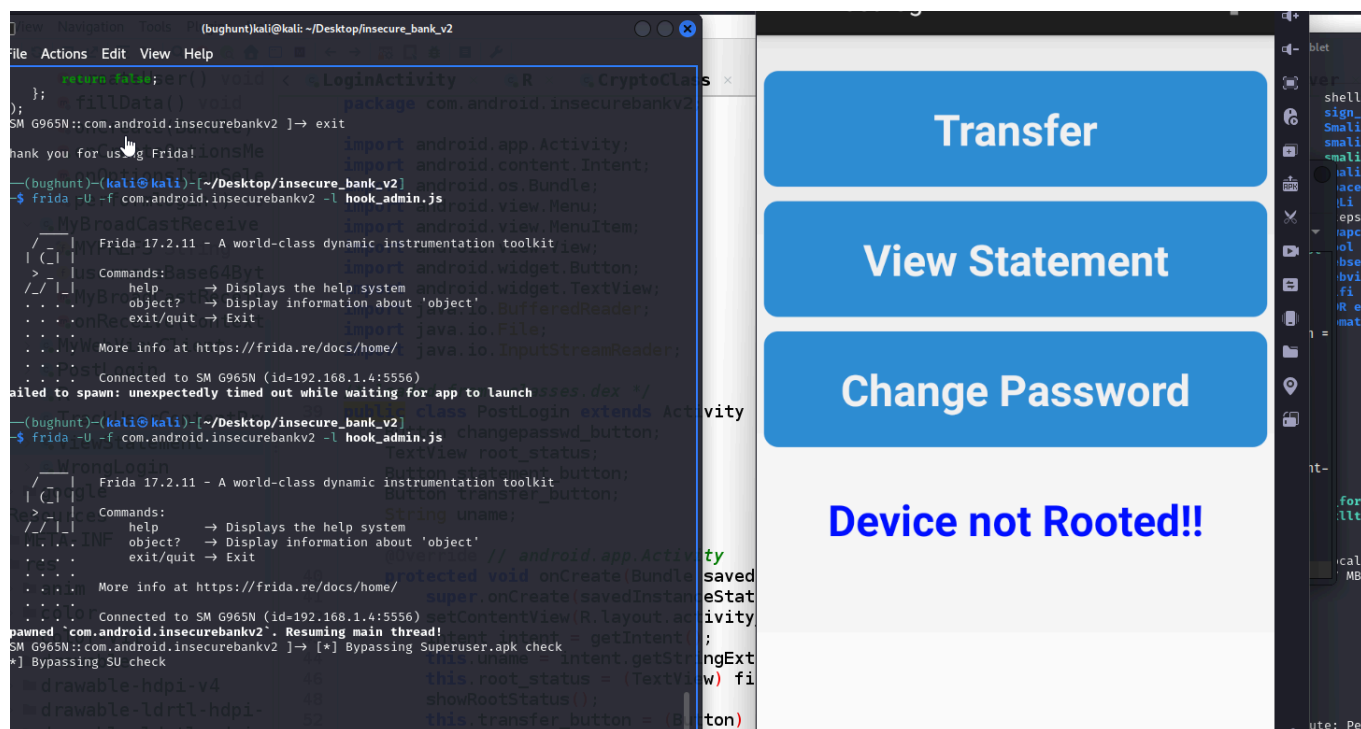 (bughunt)kali@kali: ~/Desktop/insecure_bank_v2
File Actions Edit View Help
return false;
};
);
SM G965N::com.android.insecurebankv2 ]→ exit
hank you for using Frida!
(bughunt)-(kali㉿kali)-[~/Desktop/insecure_bank_v2]
$ frida -U -f com.android.insecurebankv2 -l hook_admin.js
Frida 17.2.11 - A world-class dynamic instrumentation toolkit
Commands:
help → Displays the help system
object? → Display information about 'object'
exit/quit → Exit
More info at https://frida.re/docs/home/
Connected to SM G965N (id=192.168.1.4:5556)
ailed to spawn: unexpectedly timed out while waiting for app to launch
(bughunt)-(kali㉿kali)-[~/Desktop/insecure_bank_v2]
$ frida -U -f com.android.insecurebankv2 -l hook_admin.js
Frida 17.2.11 - A world-class dynamic instrumentation toolkit
Commands:
help → Displays the help system
object? → Display information about 'object'
exit/quit → Exit
More info at https://frida.re/docs/home/
Connected to SM G965N (id=192.168.1.4:5556)
pawned `com.android.insecurebankv2`. Resuming main thread!
SM G965N::com.android.insecurebankv2 ]→ [*] Bypassing Superuser.apk check
*] Bypassing SU check
LoginActivity
R
CryptoClass
package com.android.insecurebankv2
import android.app.Activity;
import android.content.Intent;
import android.os.Bundle;
import android.view.Menu;
import android.view.MenuItem;
import android.view.View;
import android.widget.Button;
import android.widget.TextView;
import java.io.BufferedReader;
import java.io.File;
import java.io.InputStreamReader;
public class PostLogin extends Activity
Button changepasswd_button;
TextView root_status;
Button statement_button;
Button transfer_button;
String uname;
// android.app.Activity
protected void onCreate(Bundle saved
super.onCreate(savedInstanceStat
setContentView(R.layout.activity
Intent intent = getIntent();
this.uname = intent.getStringExt
this.root_status = (TextView) fi
showRootStatus();
this.transfer_button = (Button)
drawable-hdpi-v4
drawable-ldrtl-hdpi-
Transfer
View Statement
Change Password
Device not Rooted!!
APK
shell